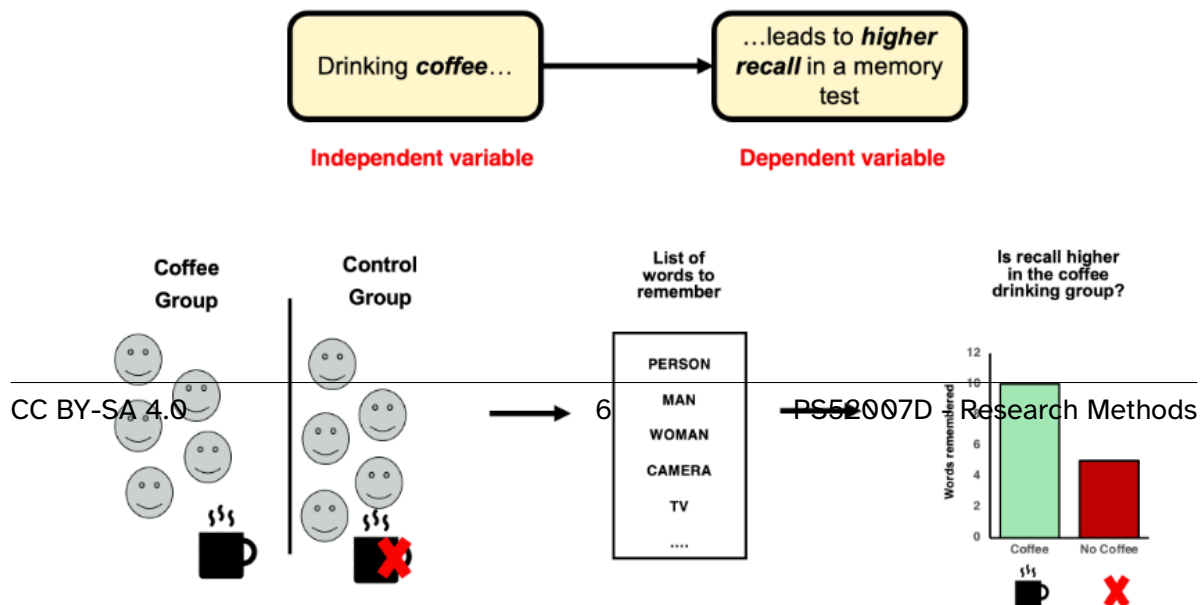 Drinking coffee…
…leads to higher
recall in a memory
test
Independent variable
Dependent variable
Coffee
Group
Control
Group
List of
words to
remember
PERSON
MAN
WOMAN
CAMERA
TV
....
Is recall higher
in the coffee
drinking group?
Words remembered
12
10
6
4
2
0
Coffee
No Coffee
CC BY-SA 4.0
6
PS52007D - Research Methods